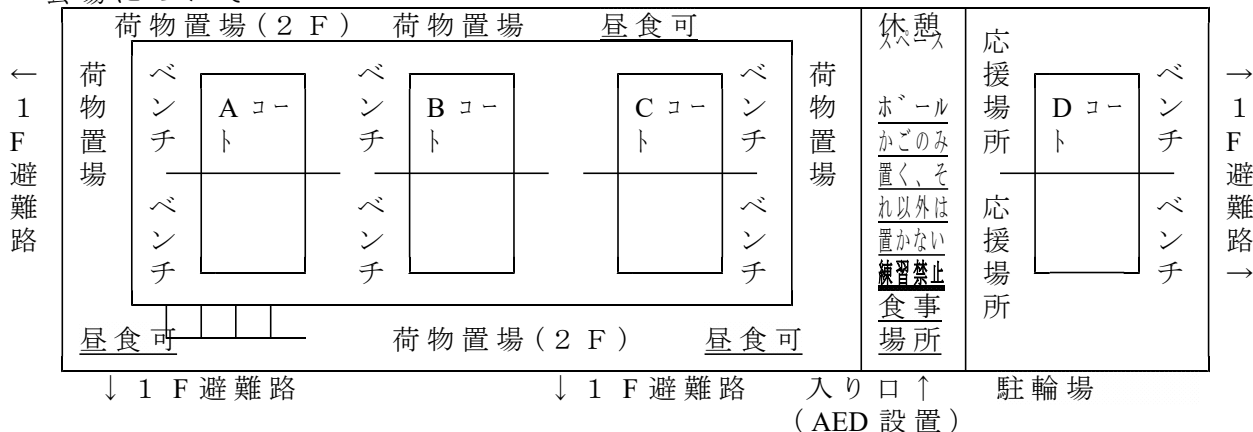 荷物置場(2F) 荷物置場 昼食可
休憩
スペース
←1F避難路
荷物置場
ベンチ
ベンチ
Aコート
ベンチ
ベンチ
Bコート
Cコート
ベンチ
ベンチ
荷物置場
ボール
かごのみ
置く、そ
れ以外は
置かない
練習禁止
食事
場所
応援場所
応援場所
Dコート
ベンチ
ベンチ
→1F避難路→
昼食可 荷物置場(2F) 昼食可
↓1F避難路 ↓1F避難路 入り口↑ 駐輪場
(AED設置)